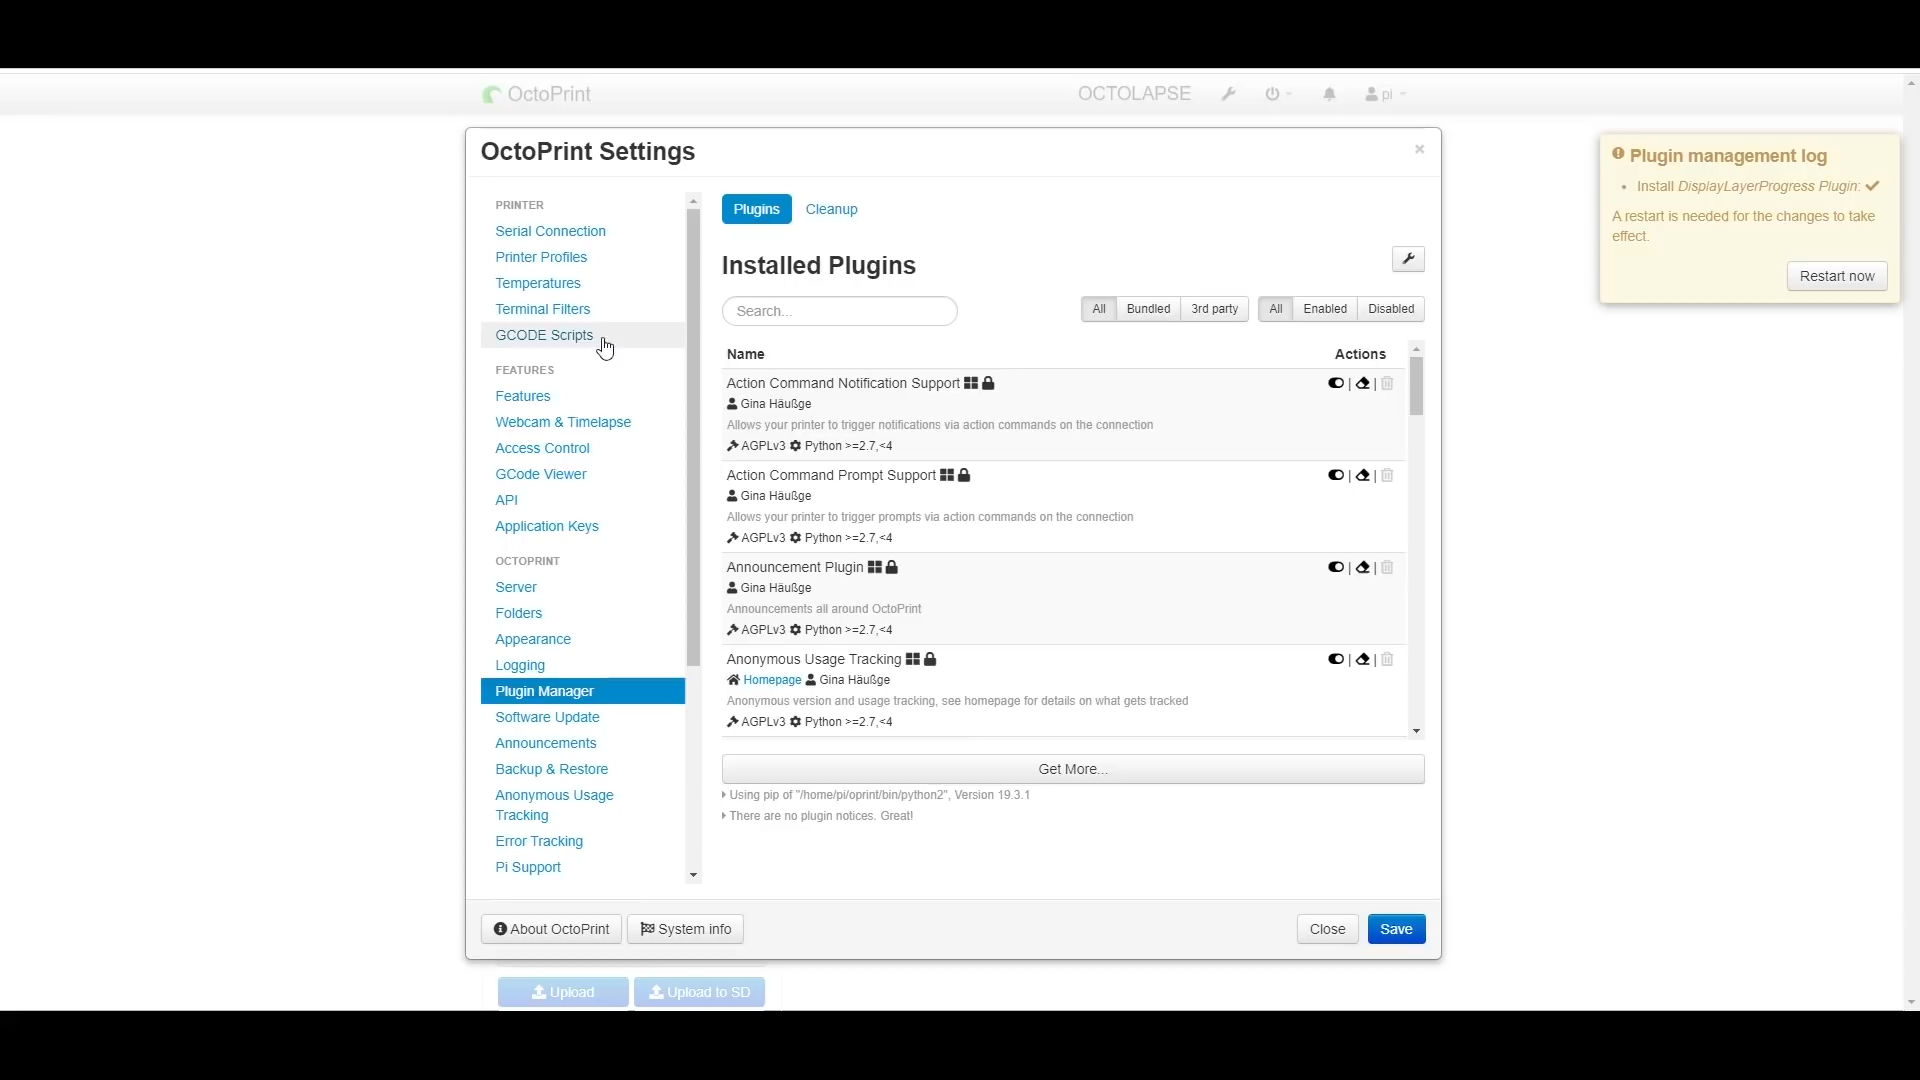 OctoPrint
OCTOLAPSE
pi
OctoPrint Settings
×
PRINTER
Serial Connection
Printer Profiles
Temperatures
Terminal Filters
GCODE Scripts
FEATURES
Features
Webcam & Timelapse
Access Control
GCode Viewer
API
Application Keys
OCTOPRINT
Server
Folders
Appearance
Logging
Plugin Manager
Software Update
Announcements
Backup & Restore
Anonymous Usage
Tracking
Error Tracking
Pi Support
Plugins Cleanup
Installed Plugins
Search...
All Bundled 3rd party All Enabled Disabled
Name Actions
Action Command Notification Support
Gina Häußge
Allows your printer to trigger notifications via action commands on the connection
AGPLv3 Python >=2.7,<4
Action Command Prompt Support
Gina Häußge
Allows your printer to trigger prompts via action commands on the connection
AGPLv3 Python >=2.7,<4
Announcement Plugin
Gina Häußge
Announcements all around OctoPrint
AGPLv3 Python >=2.7,<4
Anonymous Usage Tracking
Homepage Gina Häußge
Anonymous version and usage tracking, see homepage for details on what gets tracked
AGPLv3 Python >=2.7,<4
Get More...
Using pip of "/home/pi/oprint/bin/python2", Version 19.3.1
There are no plugin notices. Great!
About OctoPrint System info Close Save
Upload Upload to SD
Plugin management log
• Install DisplayLayerProgress Plugin: ✔
A restart is needed for the changes to take
effect.
Restart now